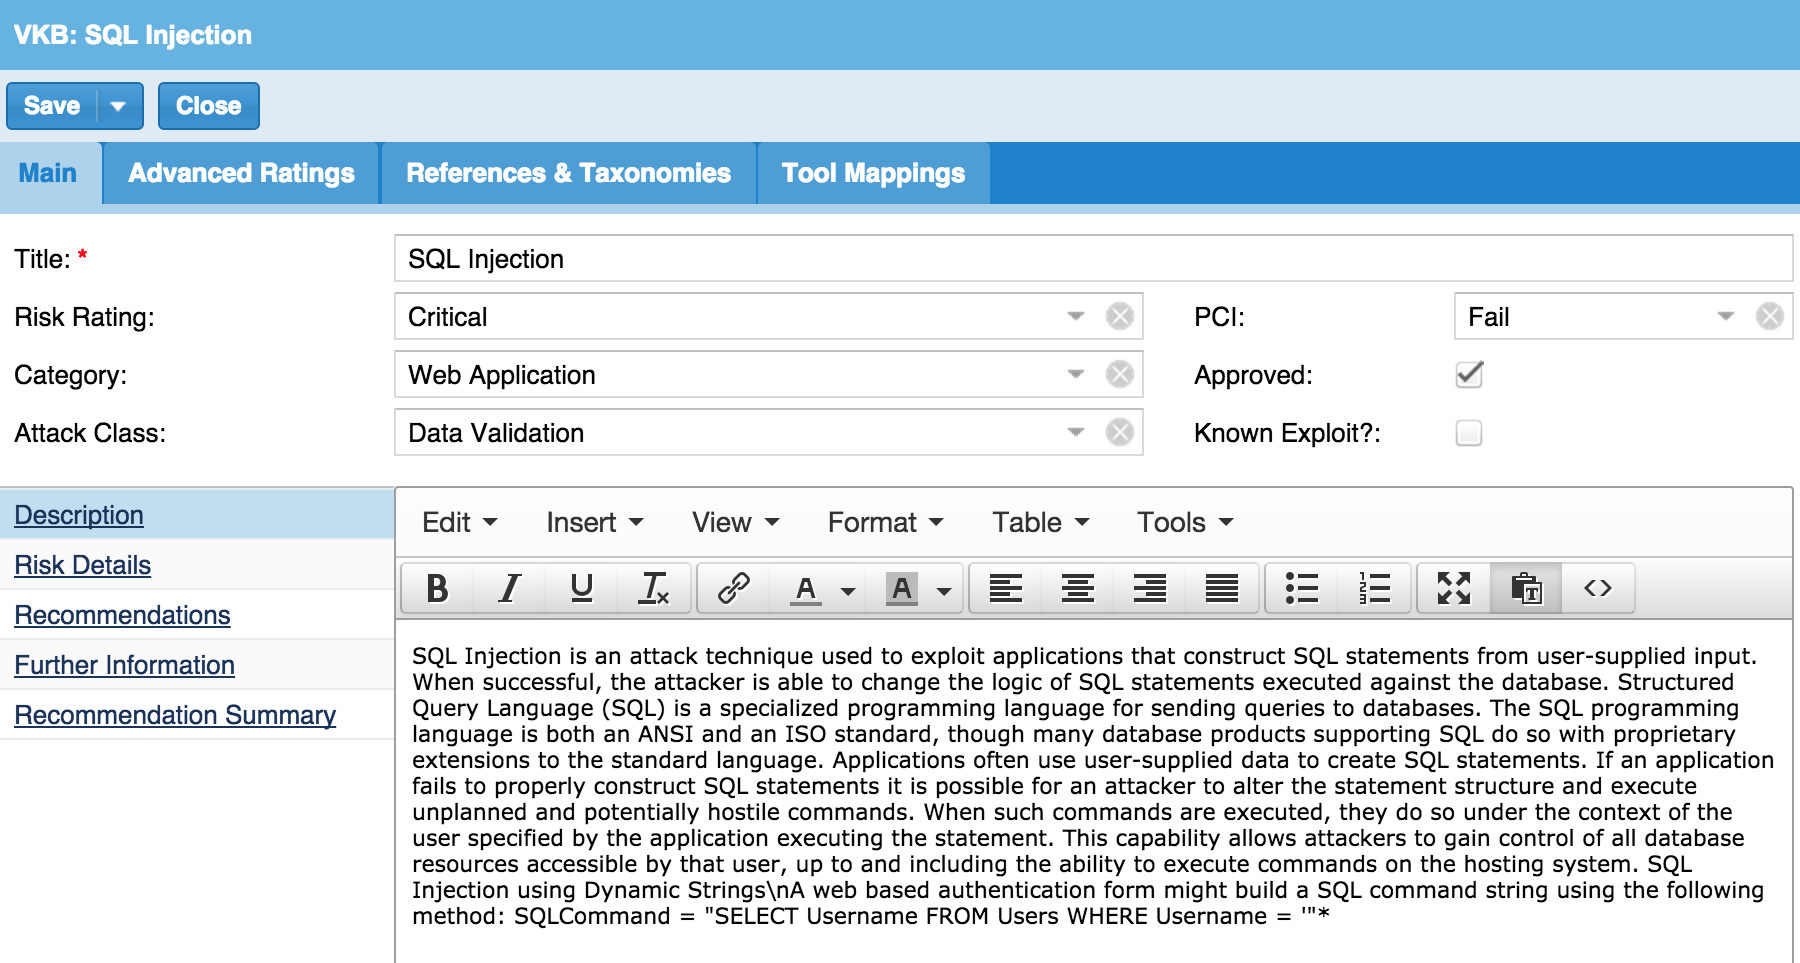 VKB: SQL Injection
Save
Close
Main
Advanced Ratings
References & Taxonomies
Tool Mappings
Title: *
SQL Injection
Risk Rating:
Critical
PCI:
Fail
Category:
Web Application
Approved:
Attack Class:
Data Validation
Known Exploit?:
Description
Risk Details
Recommendations
Further Information
Recommendation Summary
Edit
Insert
View
Format
Table
Tools
SQL Injection is an attack technique used to exploit applications that construct SQL statements from user-supplied input.
When successful, the attacker is able to change the logic of SQL statements executed against the database. Structured
Query Language (SQL) is a specialized programming language for sending queries to databases. The SQL programming
language is both an ANSI and an ISO standard, though many database products supporting SQL do so with proprietary
extensions to the standard language. Applications often use user-supplied data to create SQL statements. If an application
fails to properly construct SQL statements it is possible for an attacker to alter the statement structure and execute
unplanned and potentially hostile commands. When such commands are executed, they do so under the context of the
user specified by the application executing the statement. This capability allows attackers to gain control of all database
resources accessible by that user, up to and including the ability to execute commands on the hosting system. SQL
Injection using Dynamic Strings\nA web based authentication form might build a SQL command string using the following
method: SQLCommand = "SELECT Username FROM Users WHERE Username = '"*